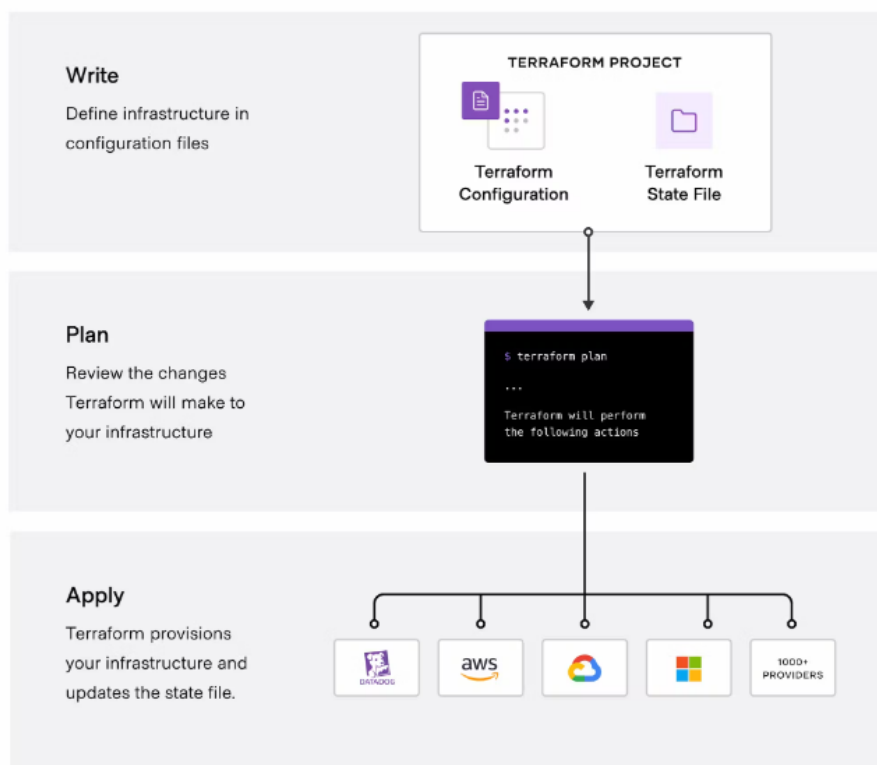 Write
Define infrastructure in
configuration files
TERRAFORM PROJECT
Terraform
Configuration
Terraform
State File
Plan
Review the changes
Terraform will make to
your infrastructure
$ terraform plan
...
Terraform will perform
the following actions
Apply
Terraform provisions
your infrastructure and
updates the state file.
DATADOG
aws
1000+
PROVIDERS